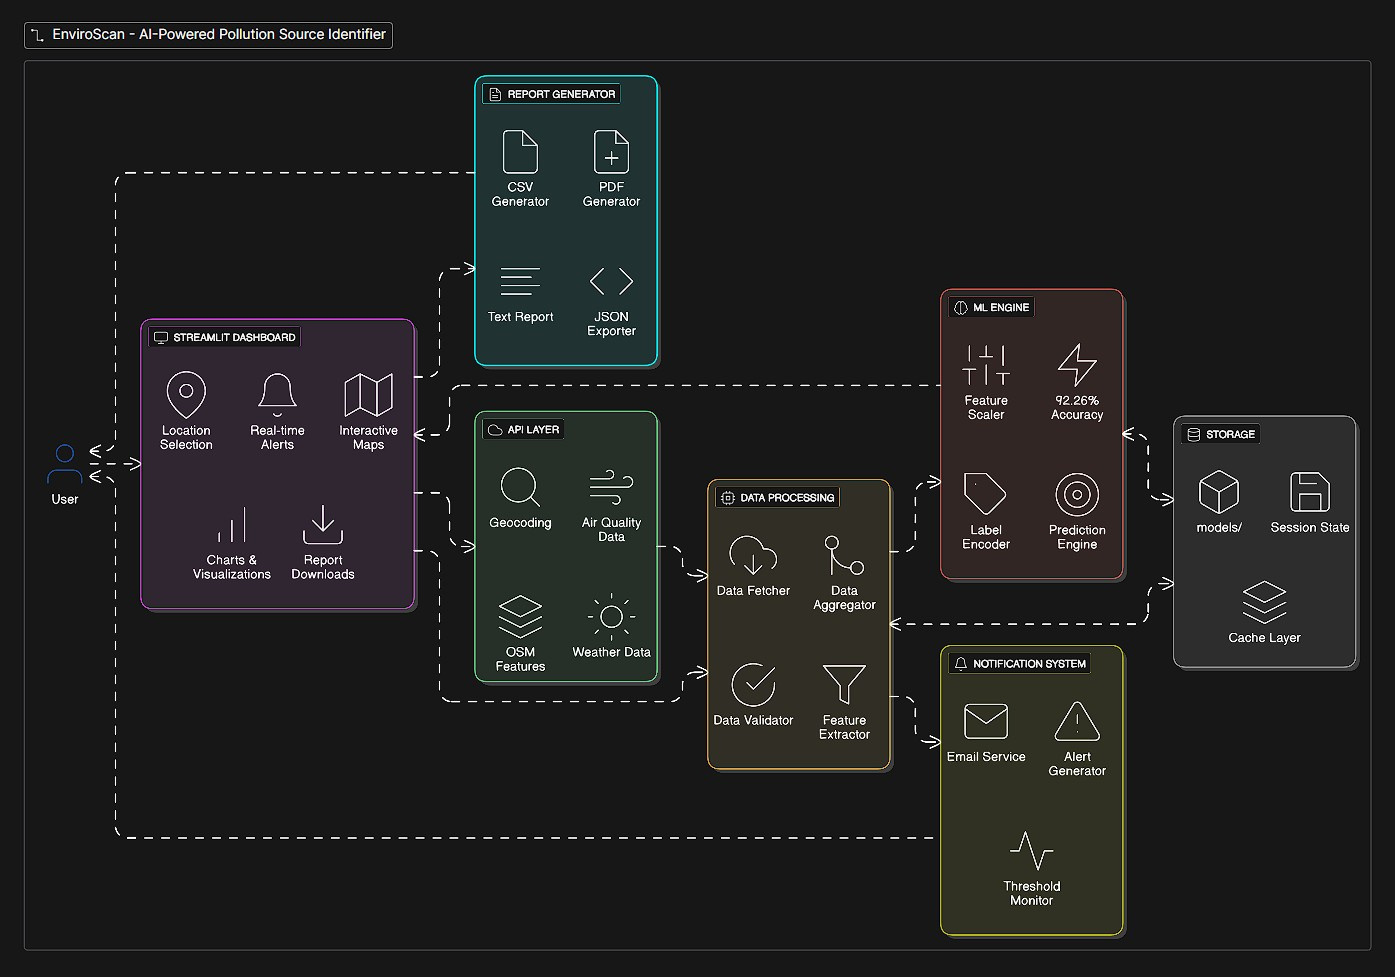 EnviroScan - AI-Powered Pollution Source Identifier
REPORT GENERATOR
CSV
Generator
PDF
Generator
Text Report
JSON
Exporter
STREAMLIT DASHBOARD
Location
Selection
Real-time
Alerts
Interactive
Maps
Charts &
Visualizations
Report
Downloads
User
API LAYER
Geocoding
Air Quality
Data
OSM
Features
Weather Data
DATA PROCESSING
Data Fetcher
Data
Aggregator
Data Validator
Feature
Extractor
ML ENGINE
Feature
Scaler
92.26%
Accuracy
Label
Encoder
Prediction
Engine
NOTIFICATION SYSTEM
Email Service
Alert
Generator
Threshold
Monitor
STORAGE
models/
Session State
Cache Layer